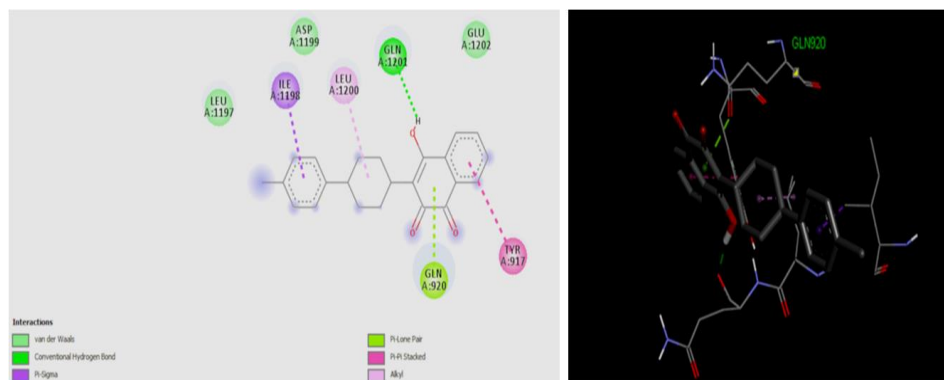 ASP
A:1199
GLN
A:1201
GLU
A:1202
LEU
A:1197
ILE
A:1198
LEU
A:1200
H
O
O
O
TYR
A:917
GLN
A:920
Interactions
van der Waals
Conventional Hydrogen Bond
Pi-Sigma
Pi-Lone Pair
Pi-Pi Stacked
Alkyl
GLN920